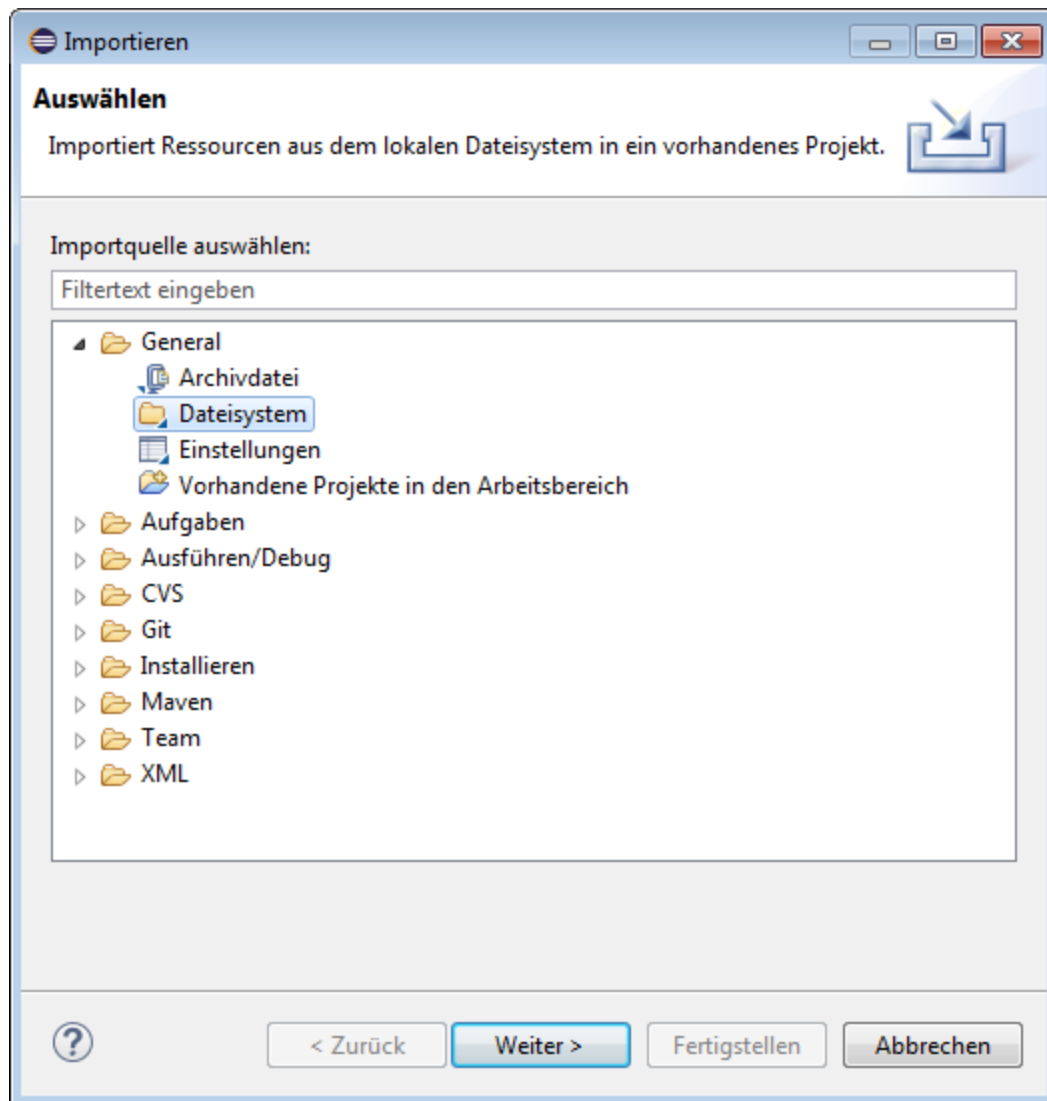 Importieren
Auswählen
Importiert Ressourcen aus dem lokalen Dateisystem in ein vorhandenes Projekt.
Importquelle auswählen:
Filtertext eingeben
General
Archivdatei
Dateisystem
Einstellungen
Vorhandene Projekte in den Arbeitsbereich
Aufgaben
Ausführen/Debug
CVS
Git
Installieren
Maven
Team
XML
? < Zurück Weiter > Fertigstellen Abbrechen